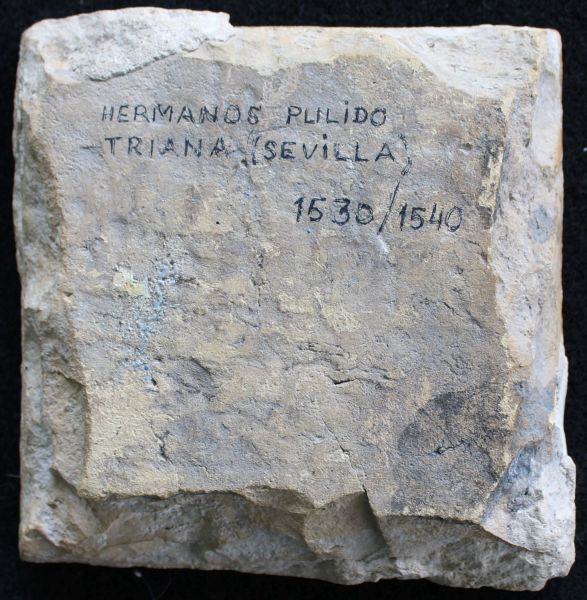 HERMANOS PULIDO
TRIANA (SEVILLA)
1530/1540